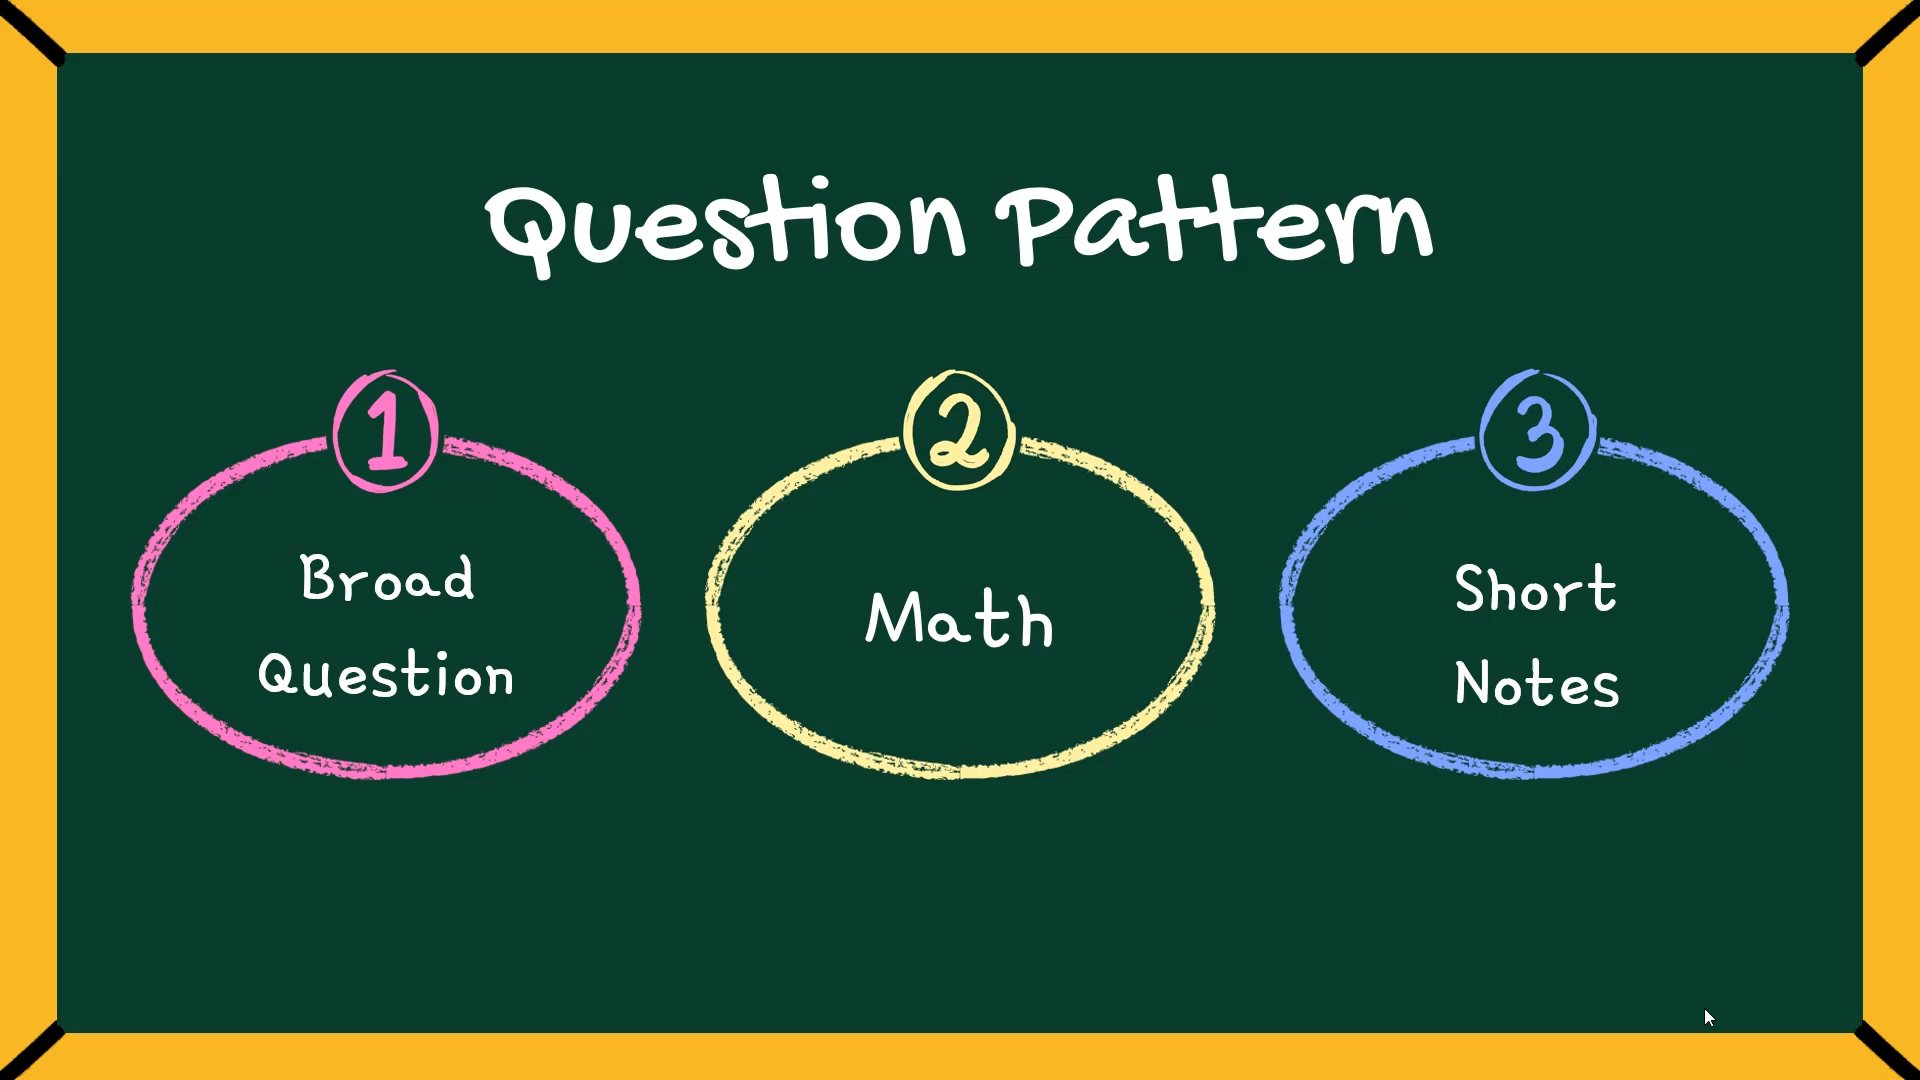 Question Pattern
1
Broad
Question
2
Math
3
Short
Notes